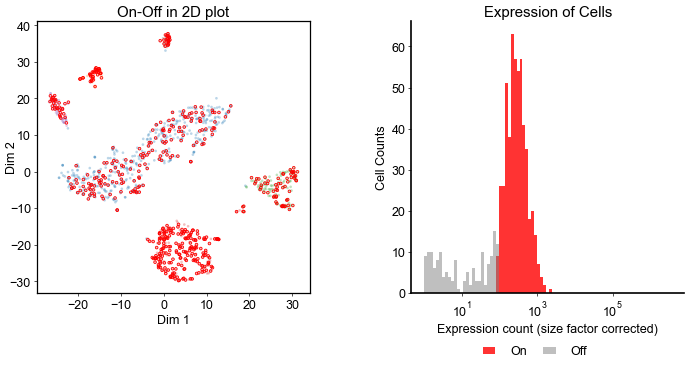 On-Off in 2D plot
40
30
20
10
0
−10
−20
−30
Dim 2
−20 −10 0 10 20 30
Dim 1
Expression of Cells
60
50
40
30
20
10
0
Cell Counts
10^1 10^3 10^5
Expression count (size factor corrected)
On Off